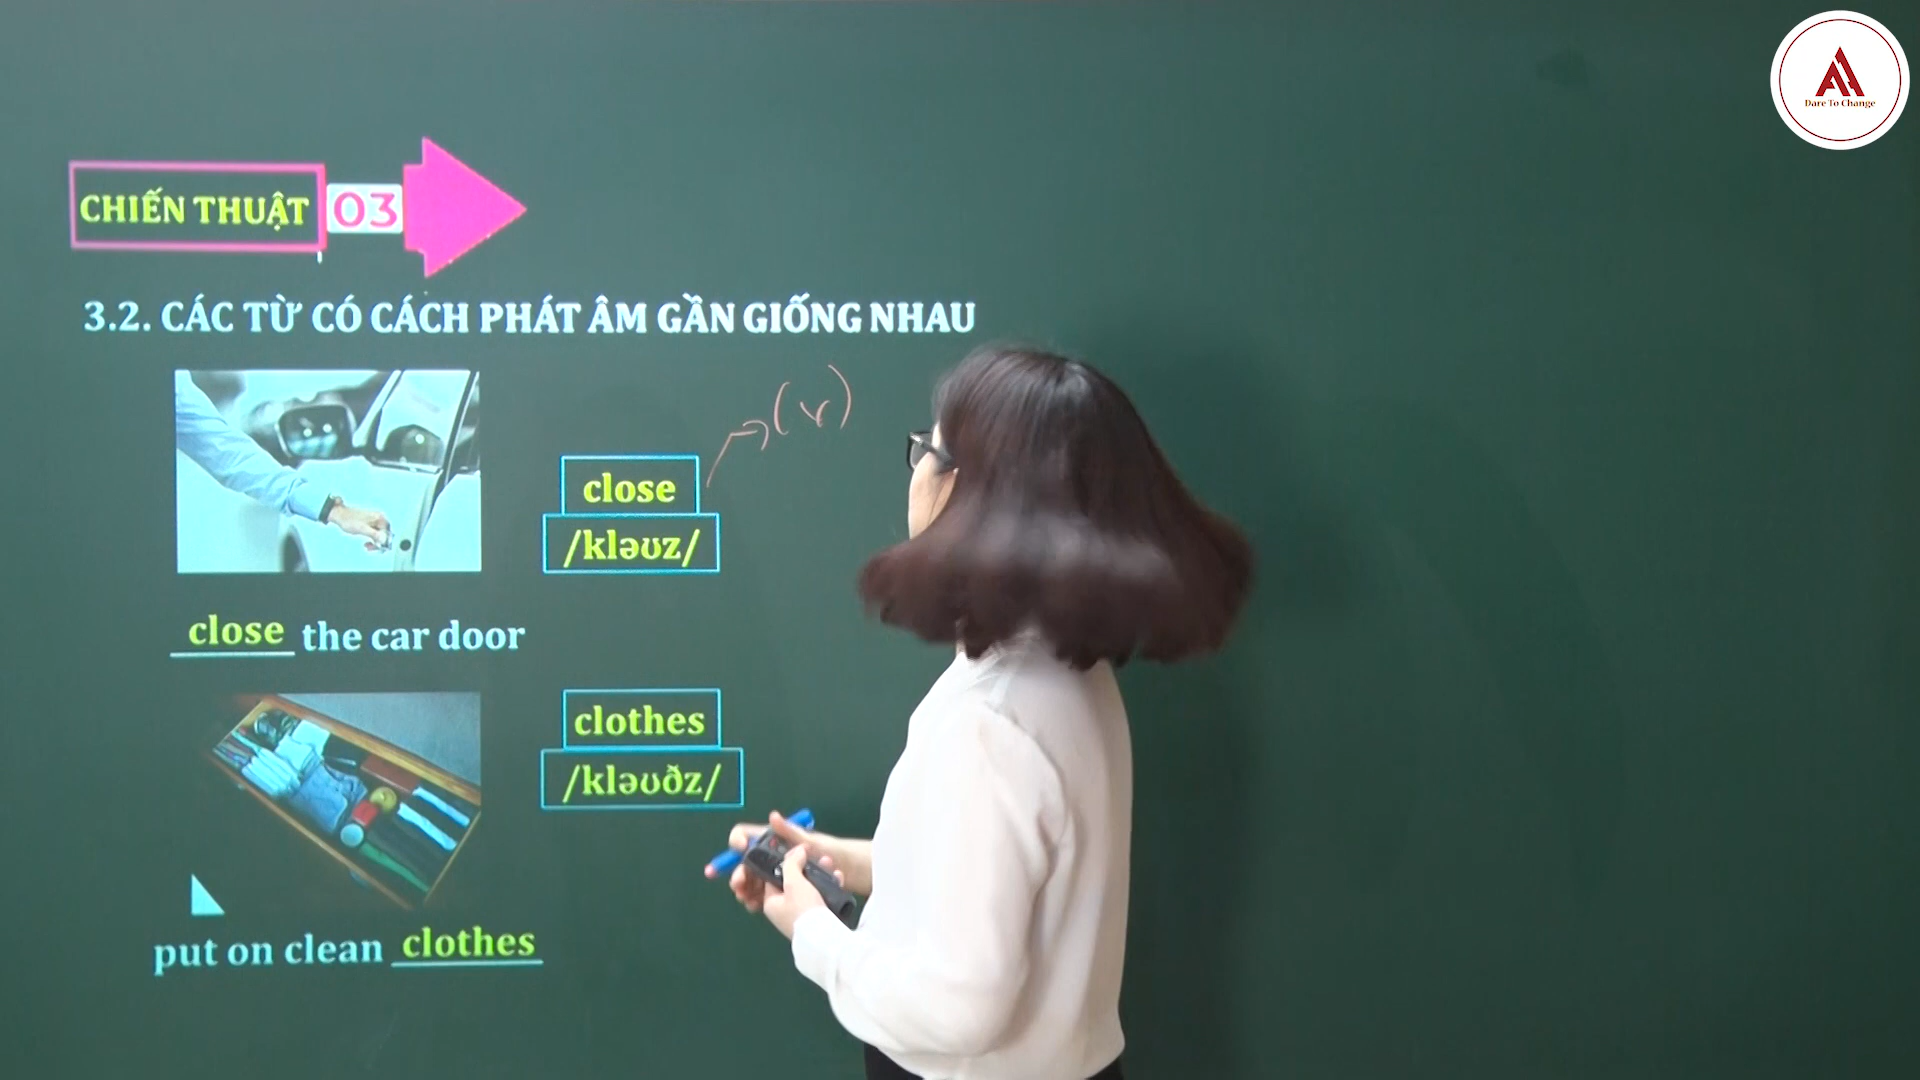 Dare To Change
CHIẾN THUẬT 03
3.2. CÁC TỪ CÓ CÁCH PHÁT ÂM GẦN GIỐNG NHAU
(v)
close
/kləʊz/
close the car door
clothes
/kləʊðz/
put on clean clothes